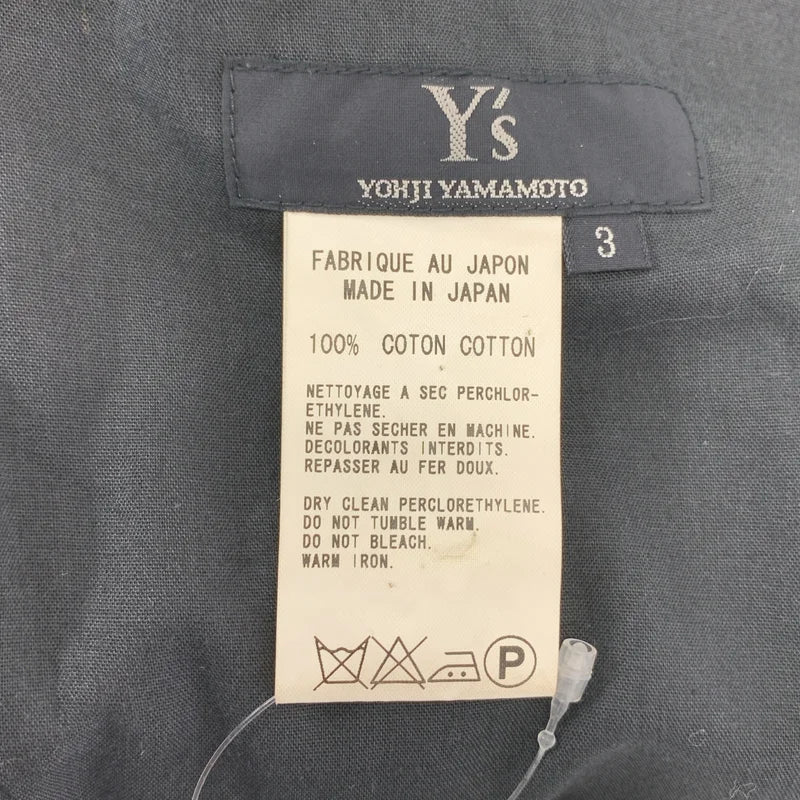 Y's
YOHJI YAMAMOTO
3
FABRIQUE AU JAPON
MADE IN JAPAN
100% COTON COTTON
NETTOYAGE A SEC PERCHLOR-
ETHYLENE.
NE PAS SECHER EN MACHINE.
DECOLORANTS INTERDITS.
REPASSER AU FER DOUX.
DRY CLEAN PERCLORETHYLENE.
DO NOT TUMBLE WARM.
DO NOT BLEACH.
WARM IRON.
P